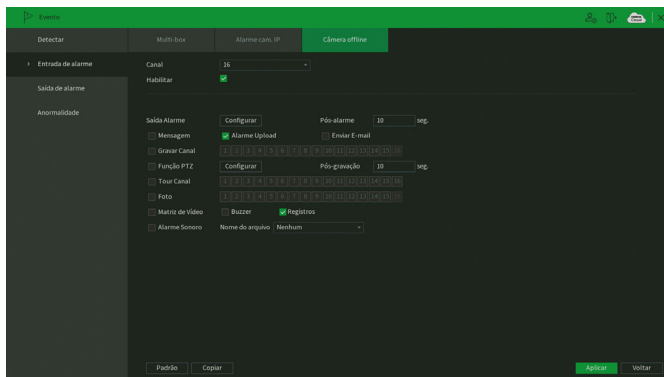 Evento
Detectar
Multi-box
Alarme cam. IP
Câmera offline
Entrada de alarme
Canal
16
Habilitar
Saída de alarme
Anormalidade
Saída Alarme
Configurar
Pós-alarme
10
seg.
Mensagem
Alarme Upload
Enviar E-mail
Gravar Canal
1 2 3 4 5 6 7 8 9 10 11 12 13 14 15 16
Função PTZ
Configurar
Pós-gravação
10
seg.
Tour Canal
1 2 3 4 5 6 7 8 9 10 11 12 13 14 15 16
Foto
1 2 3 4 5 6 7 8 9 10 11 12 13 14 15 16
Matriz de Vídeo
Buzzer
Registros
Alarme Sonoro
Nome do arquivo
Nenhum
Padrão
Copiar
Aplicar
Voltar